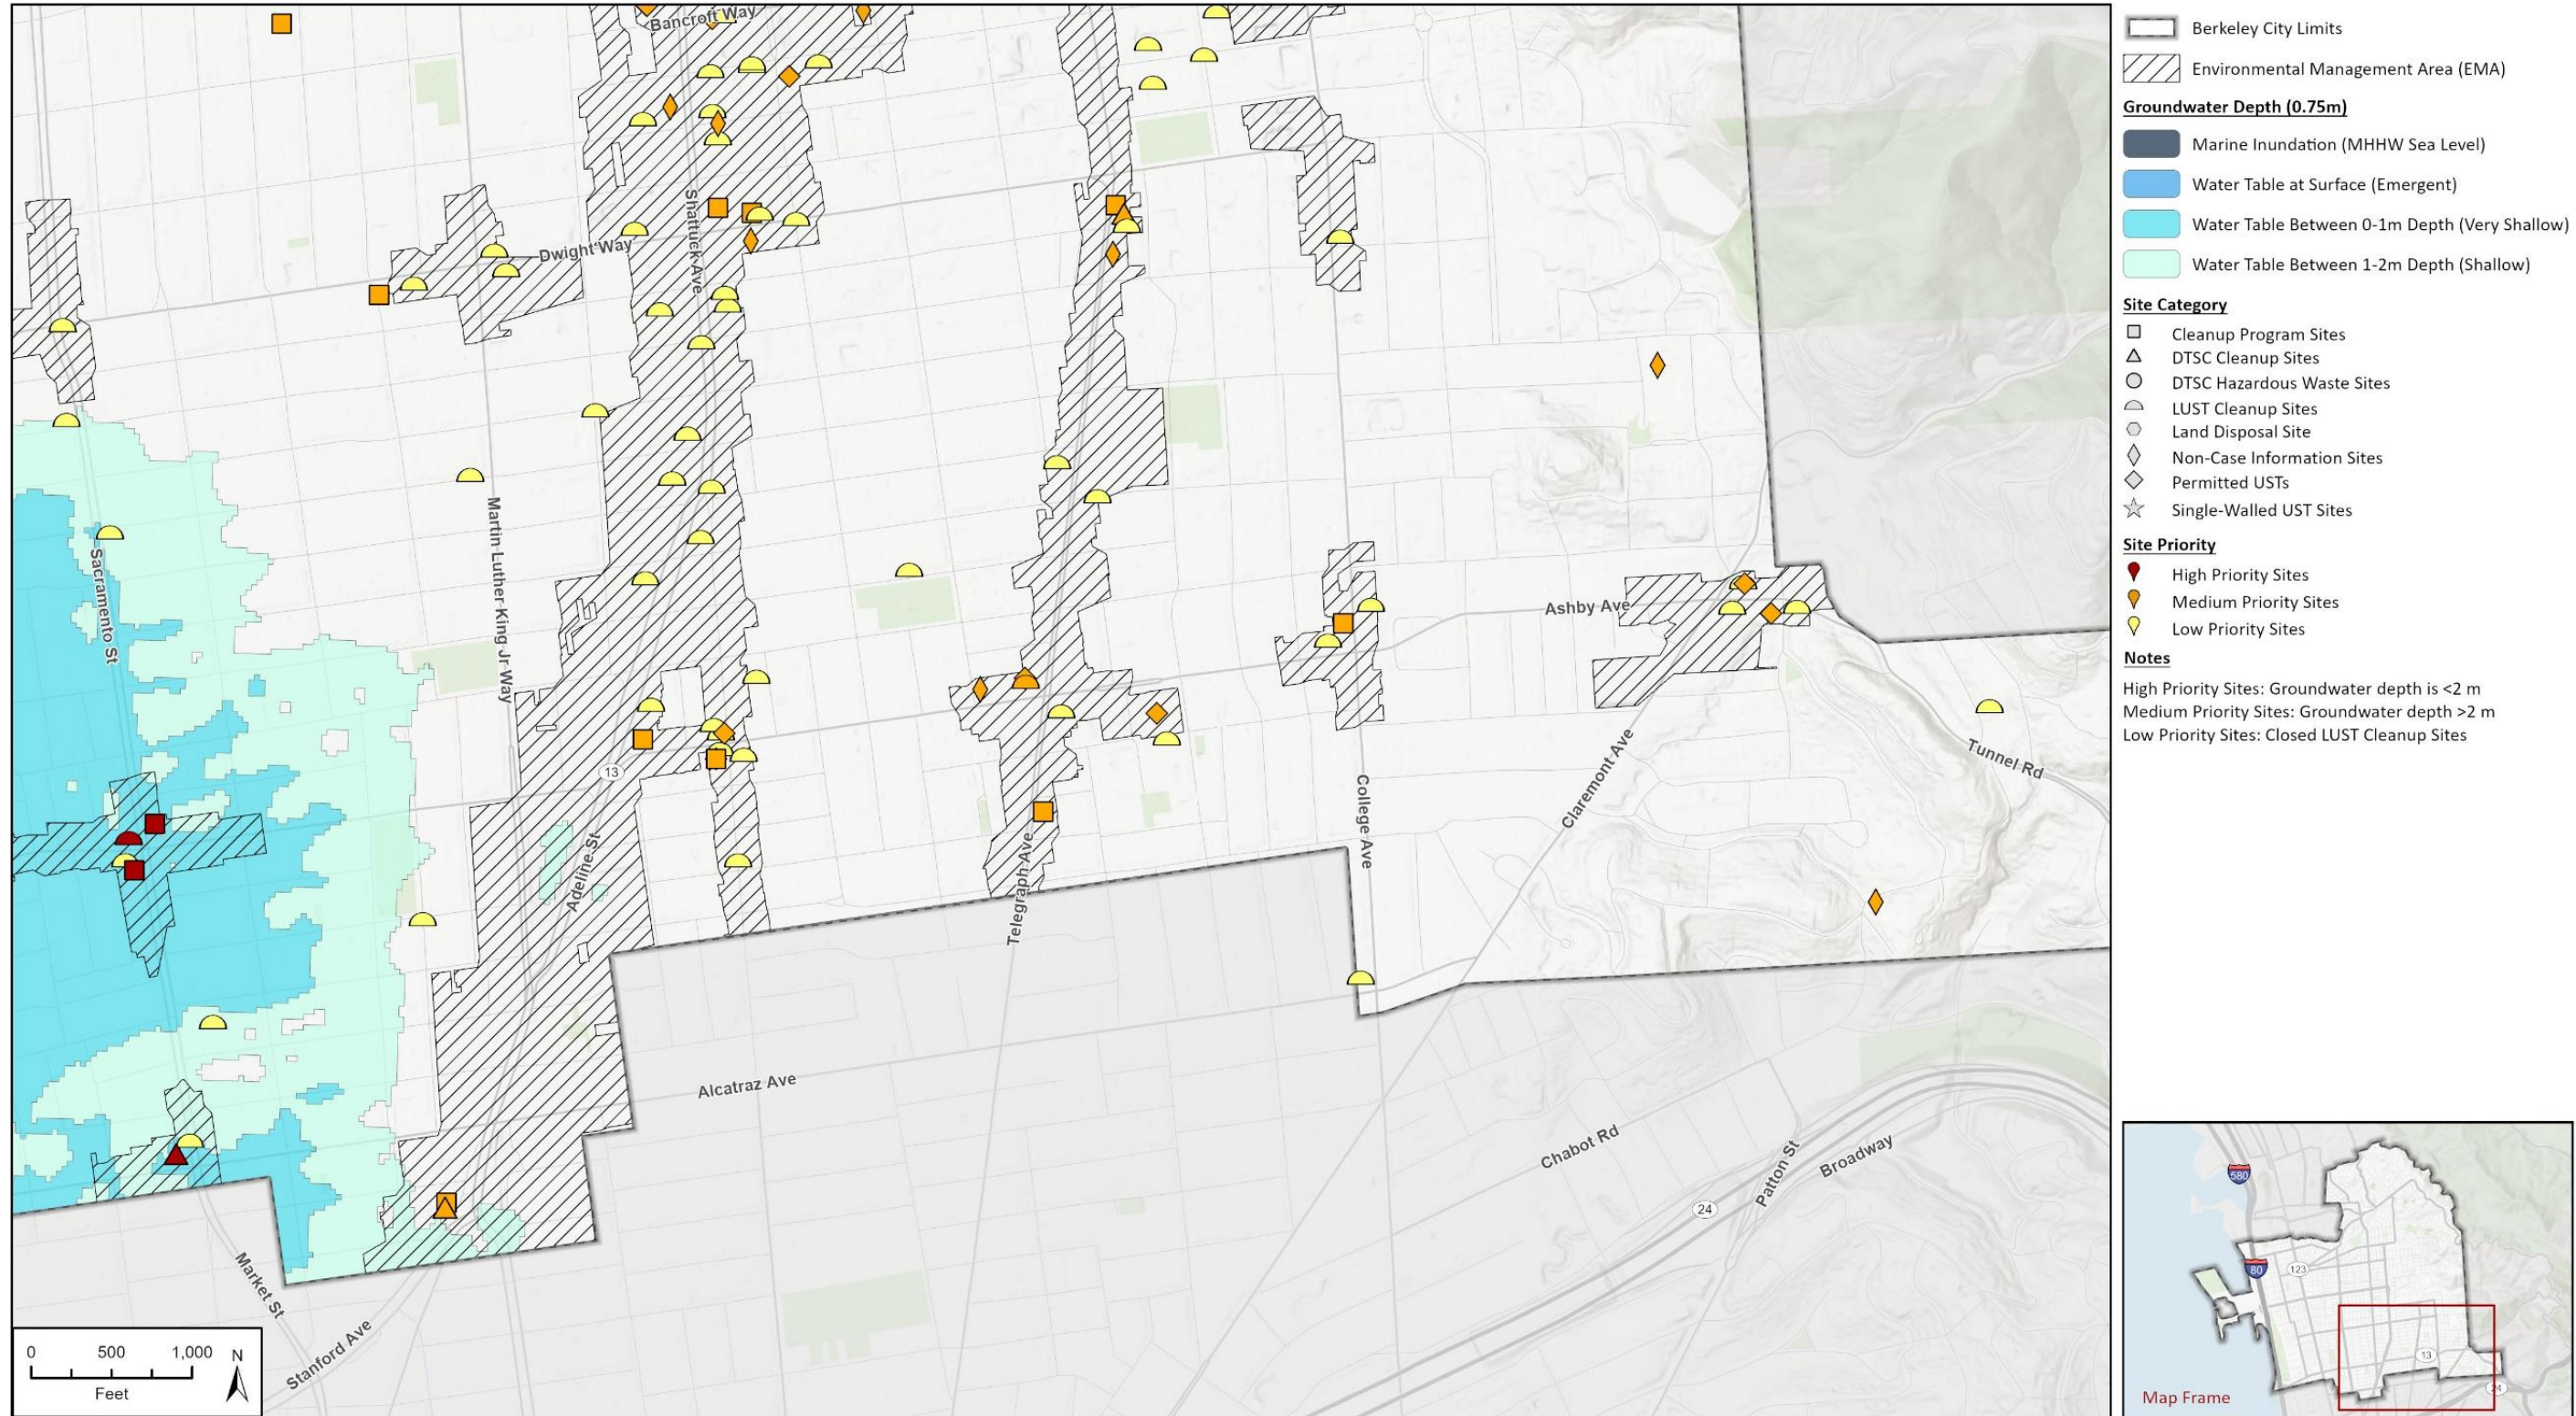 Bancroft Way
Shattuck Ave
Dwight Way
Martin Luther King Jr Way
Sacramento St
Ashby Ave
13
Adeline St
Telegraph Ave
College Ave
Claremont Ave
Tunnel Rd
Alcatraz Ave
Chabot Rd
Patton St
Broadway
24
Market St
Stanford Ave
0 500 1,000
Feet
N
Berkeley City Limits
Environmental Management Area (EMA)
Groundwater Depth (0.75m)
Marine Inundation (MHHW Sea Level)
Water Table at Surface (Emergent)
Water Table Between 0-1m Depth (Very Shallow)
Water Table Between 1-2m Depth (Shallow)
Site Category
Cleanup Program Sites
DTSC Cleanup Sites
DTSC Hazardous Waste Sites
LUST Cleanup Sites
Land Disposal Site
Non-Case Information Sites
Permitted USTs
Single-Walled UST Sites
Site Priority
High Priority Sites
Medium Priority Sites
Low Priority Sites
Notes
High Priority Sites: Groundwater depth is <2 m
Medium Priority Sites: Groundwater depth >2 m
Low Priority Sites: Closed LUST Cleanup Sites
580
80
123
13
24
Map Frame